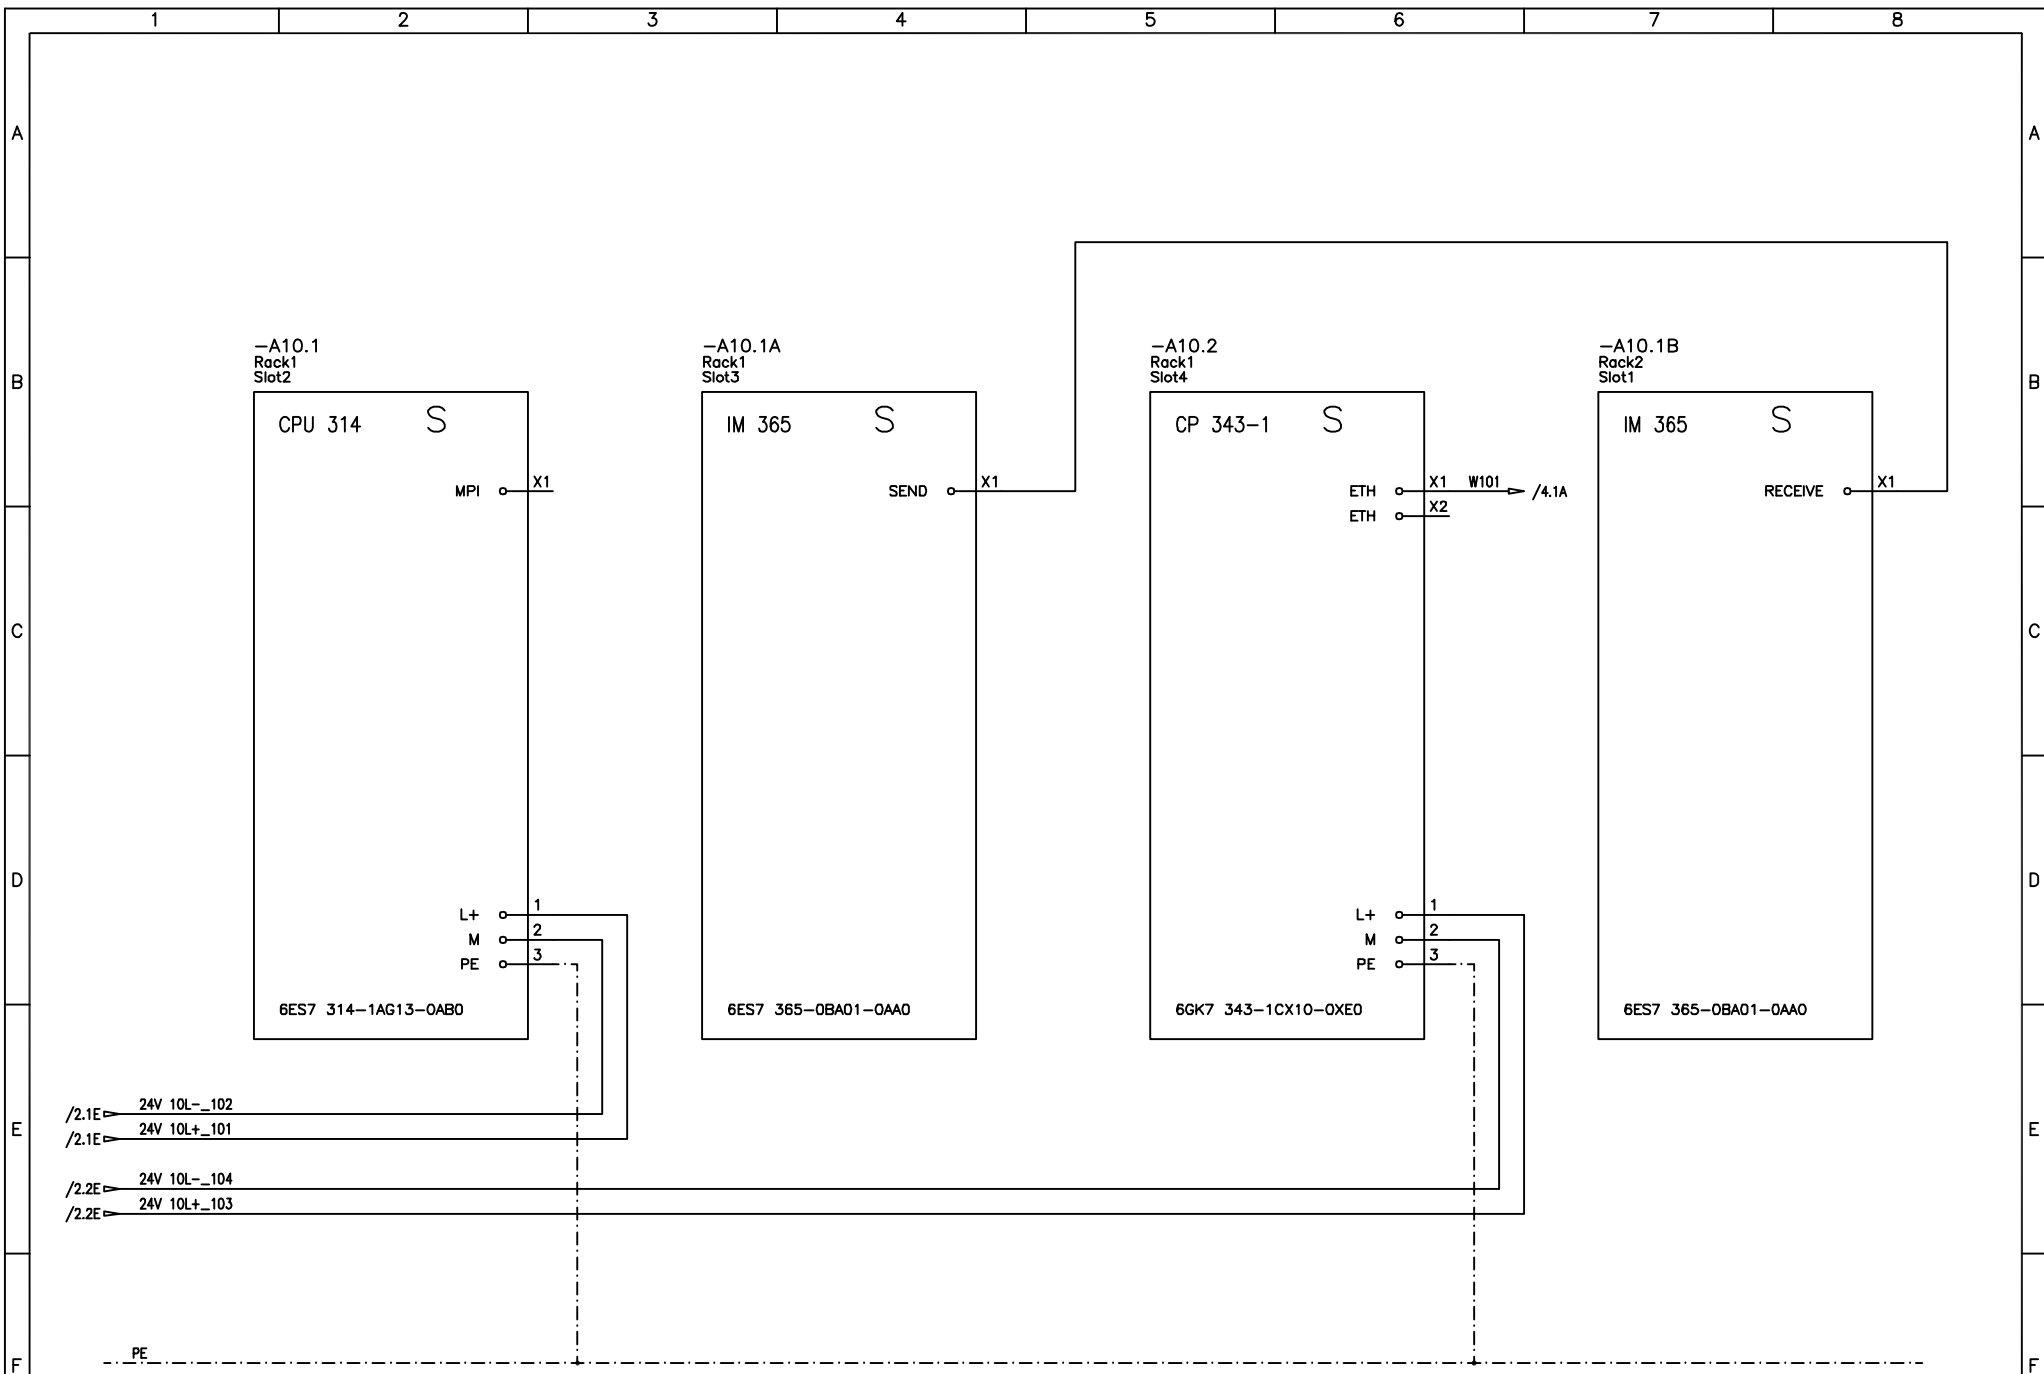 1 2 3 4 5 6 7 8
A A
-A10.1 -A10.1A -A10.2 -A10.1B
Rack1 Rack1 Rack1 Rack2
Slot2 Slot3 Slot4 Slot1
B B
CPU 314 S IM 365 S CP 343-1 S IM 365 S
MPI X1 SEND X1 ETH X1 W101 /4.1A RECEIVE X1
ETH X2
C C
D D
L+ 1 L+ 1
M 2 M 2
PE 3 PE 3
6ES7 314-1AG13-0AB0 6ES7 365-0BA01-0AA0 6GK7 343-1CX10-0XE0 6ES7 365-0BA01-0AA0
/2.1E 24V 10L-_102
E E
/2.1E 24V 10L+_101
/2.2E 24V 10L-_104
/2.2E 24V 10L+_103
PE
F F